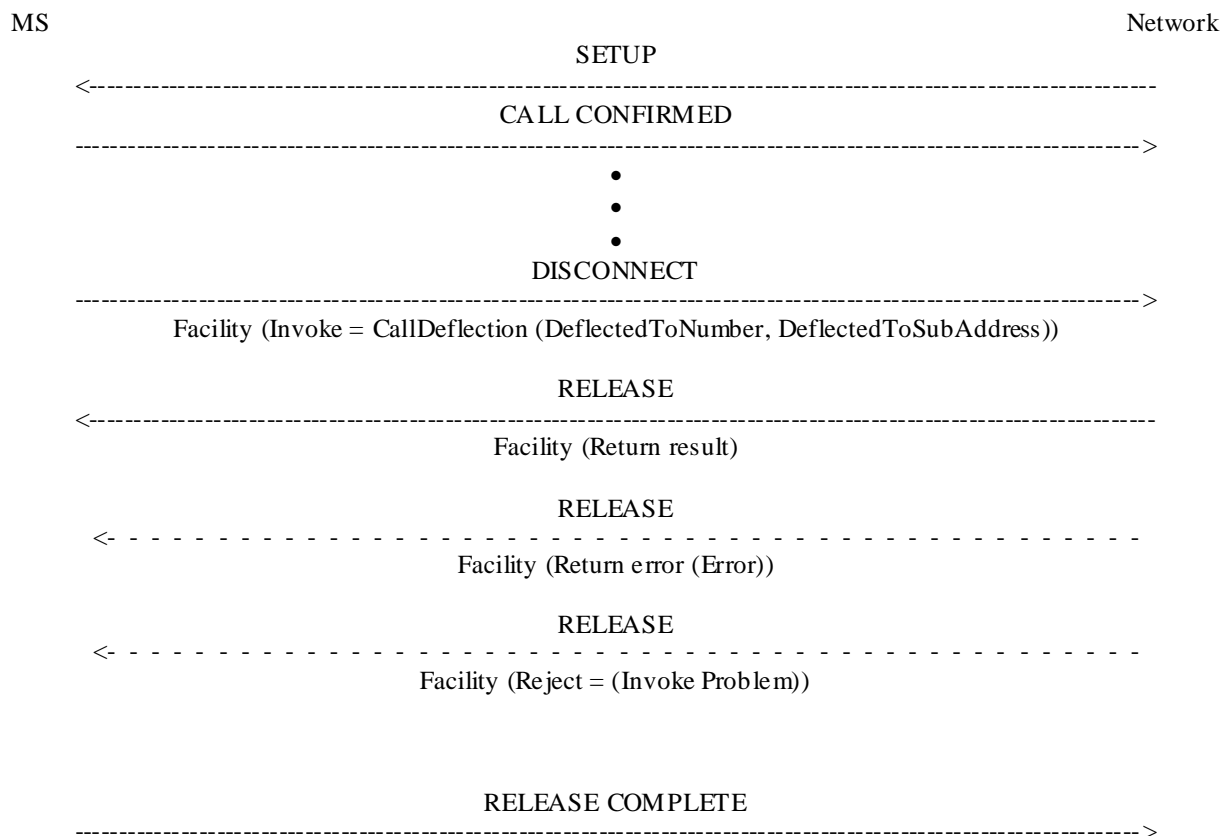 MS Network
SETUP
CALL CONFIRMED
•
•
•
DISCONNECT
Facility (Invoke = CallDeflection (DeflectedToNumber, DeflectedToSubAddress))
RELEASE
Facility (Return result)
RELEASE
Facility (Return error (Error))
RELEASE
Facility (Reject = (Invoke Problem))
RELEASE COMPLETE